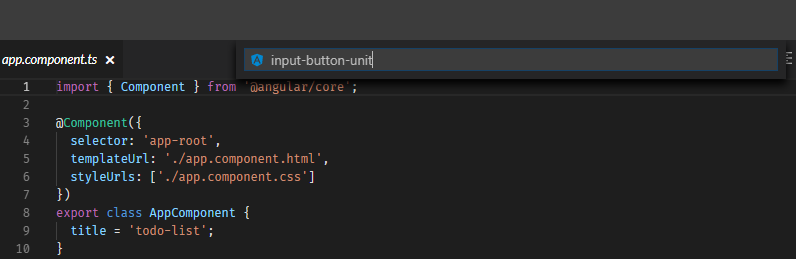 app.component.ts ×
input-button-unit
1 import { Component } from '@angular/core';
2
3 @Component({
4   selector: 'app-root',
5   templateUrl: './app.component.html',
6   styleUrls: ['./app.component.css']
7 })
8 export class AppComponent {
9   title = 'todo-list';
10 }